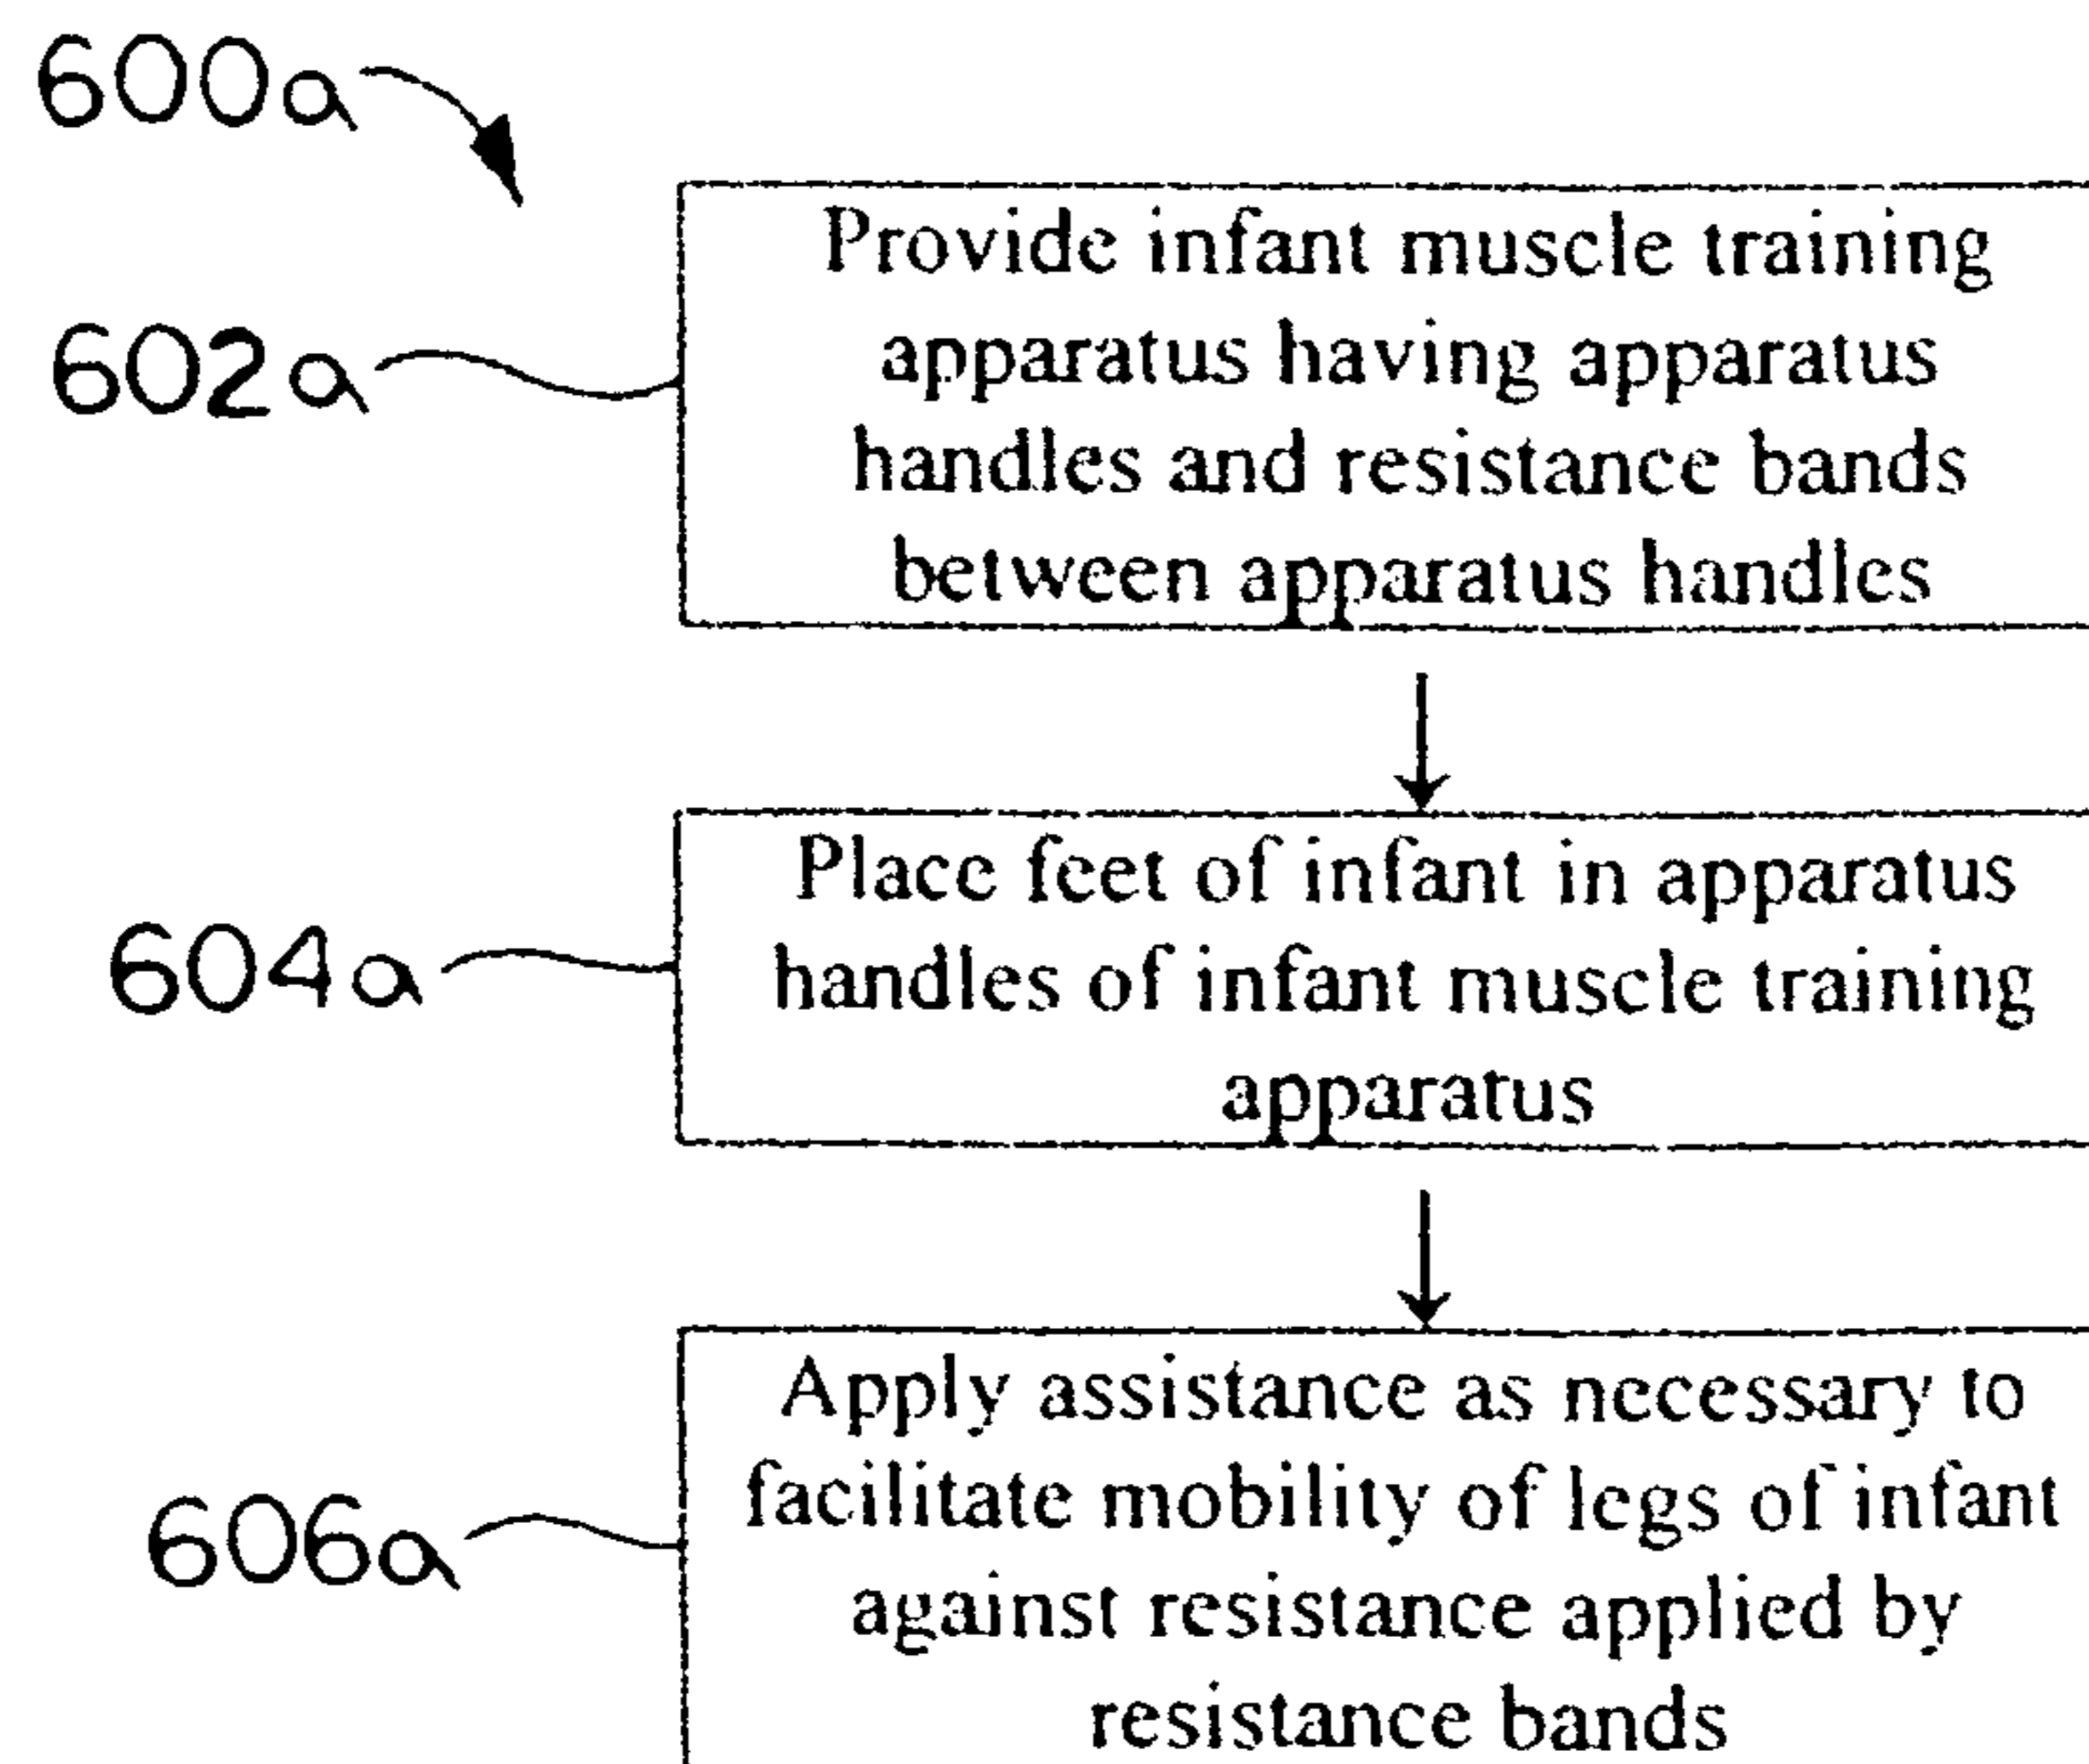 600a
602a
Provide infant muscle training
apparatus having apparatus
handles and resistance bands
between apparatus handles
604a
Place feet of infant in apparatus
handles of infant muscle training
apparatus
606a
Apply assistance as necessary to
facilitate mobility of legs of infant
against resistance applied by
resistance bands